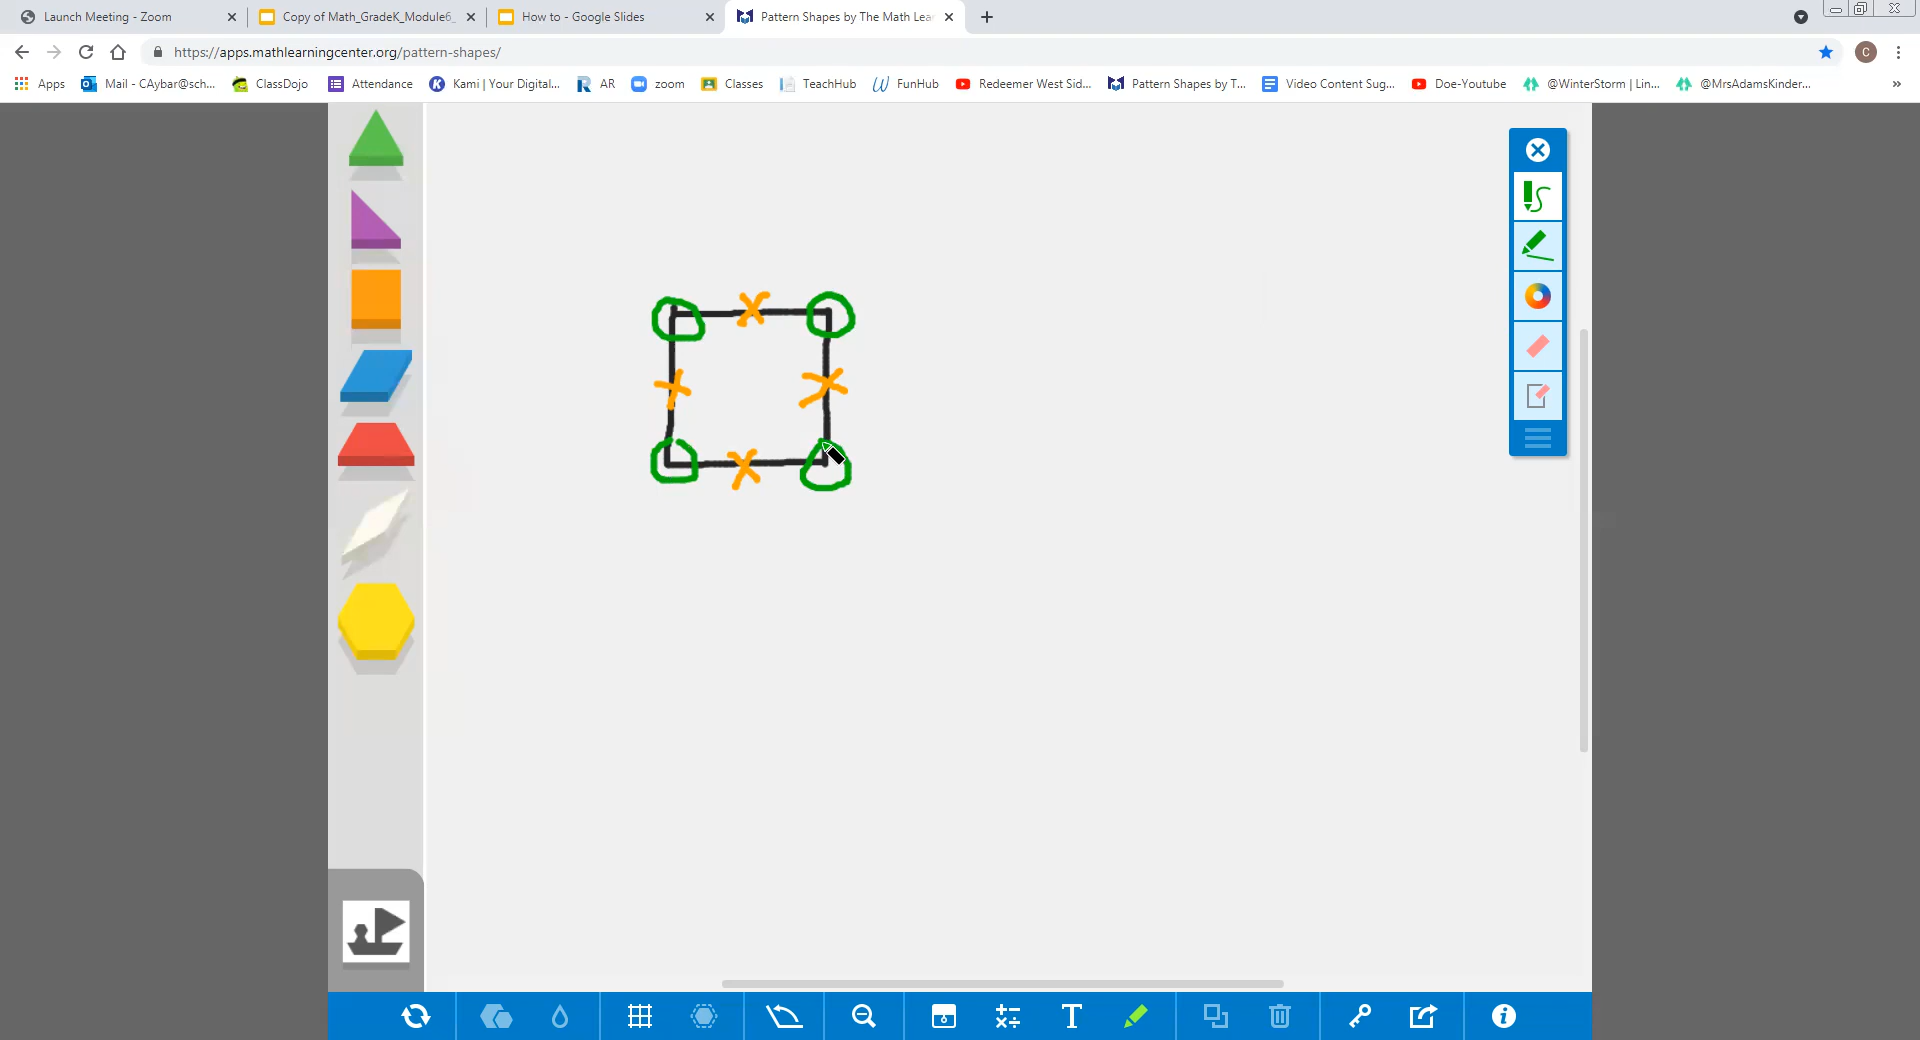 Launch Meeting - Zoom
Copy of Math_GradeK_Module6_
How to - Google Slides
Pattern Shapes by The Math Lear
https://apps.mathlearningcenter.org/pattern-shapes/
C
Apps
Mail - CAybar@sch...
ClassDojo
Attendance
Kami | Your Digital...
AR
zoom
Classes
TeachHub
FunHub
Redeemer West Sid...
Pattern Shapes by T...
Video Content Sug...
Doe-Youtube
@WinterStorm | Lin...
@MrsAdamsKinder...
T